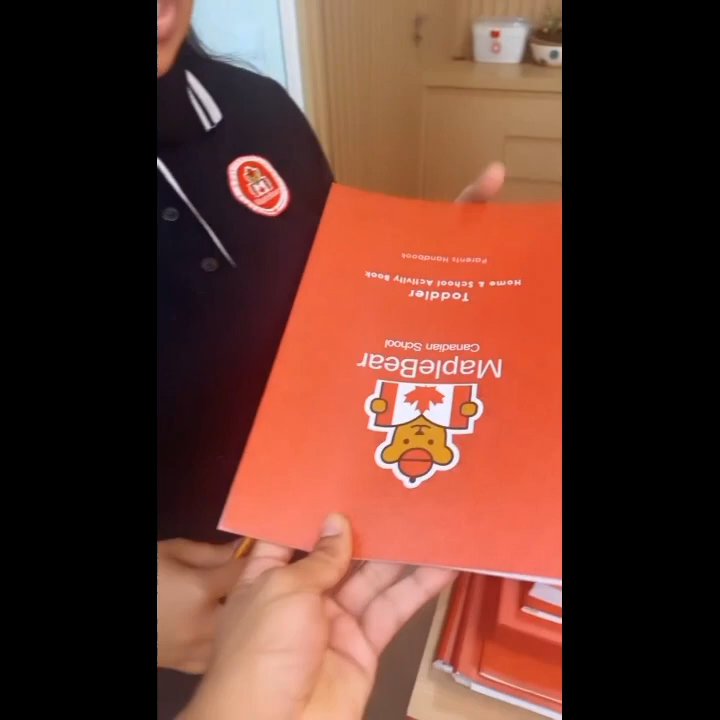 MapleBear
Canadian School
Toddler
Home & School Activity Book
Parents Handbook